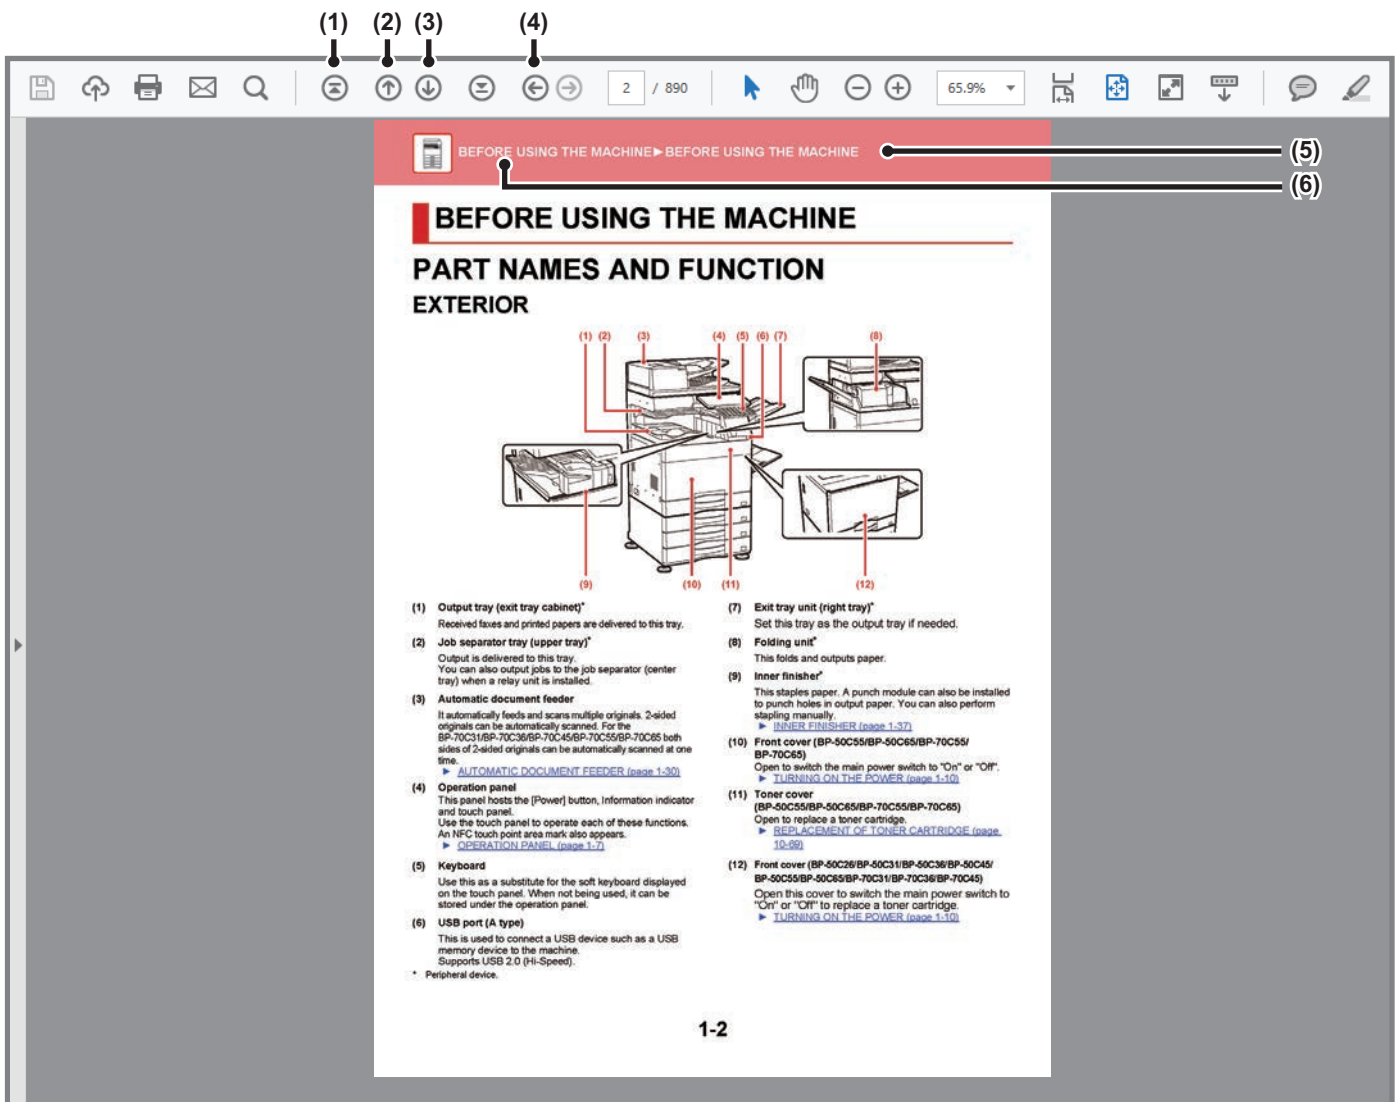 (1) (2) (3) (4)
2 / 890 65.9%
BEFORE USING THE MACHINE►BEFORE USING THE MACHINE
(5)
(6)
BEFORE USING THE MACHINE
PART NAMES AND FUNCTION
EXTERIOR
(1) (2) (3) (4) (5) (6) (7) (8)
(9) (10) (11) (12)
(1) Output tray (exit tray cabinet)*
Received faxes and printed papers are delivered to this tray.
(2) Job separator tray (upper tray)*
Output is delivered to this tray.
You can also output jobs to the job separator (center
tray) when a relay unit is installed.
(3) Automatic document feeder
It automatically feeds and scans multiple originals. 2-sided
originals can be automatically scanned. For the
BP-70C31/BP-70C36/BP-70C45/BP-70C55/BP-70C65 both
sides of 2-sided originals can be automatically scanned at one
time.
► AUTOMATIC DOCUMENT FEEDER (page 1-30)
(4) Operation panel
This panel hosts the [Power] button, Information indicator
and touch panel.
Use the touch panel to operate each of these functions.
An NFC touch point area mark also appears.
► OPERATION PANEL (page 1-7)
(5) Keyboard
Use this as a substitute for the soft keyboard displayed
on the touch panel. When not being used, it can be
stored under the operation panel.
(6) USB port (A type)
This is used to connect a USB device such as a USB
memory device to the machine.
Supports USB 2.0 (Hi-Speed).
* Peripheral device.
(7) Exit tray unit (right tray)*
Set this tray as the output tray if needed.
(8) Folding unit*
This folds and outputs paper.
(9) Inner finisher*
This staples paper. A punch module can also be installed
to punch holes in output paper. You can also perform
stapling manually.
► INNER FINISHER (page 1-37)
(10) Front cover (BP-50C55/BP-50C65/BP-70C55/
BP-70C65)
Open to switch the main power switch to "On" or "Off".
► TURNING ON THE POWER (page 1-10)
(11) Toner cover
(BP-50C55/BP-50C65/BP-70C55/BP-70C65)
Open to replace a toner cartridge.
► REPLACEMENT OF TONER CARTRIDGE (page
10-69)
(12) Front cover (BP-50C26/BP-50C31/BP-50C36/BP-50C45/
BP-50C55/BP-50C65/BP-70C31/BP-70C36/BP-70C45)
Open this cover to switch the main power switch to
"On" or "Off" to replace a toner cartridge.
► TURNING ON THE POWER (page 1-10)
1-2